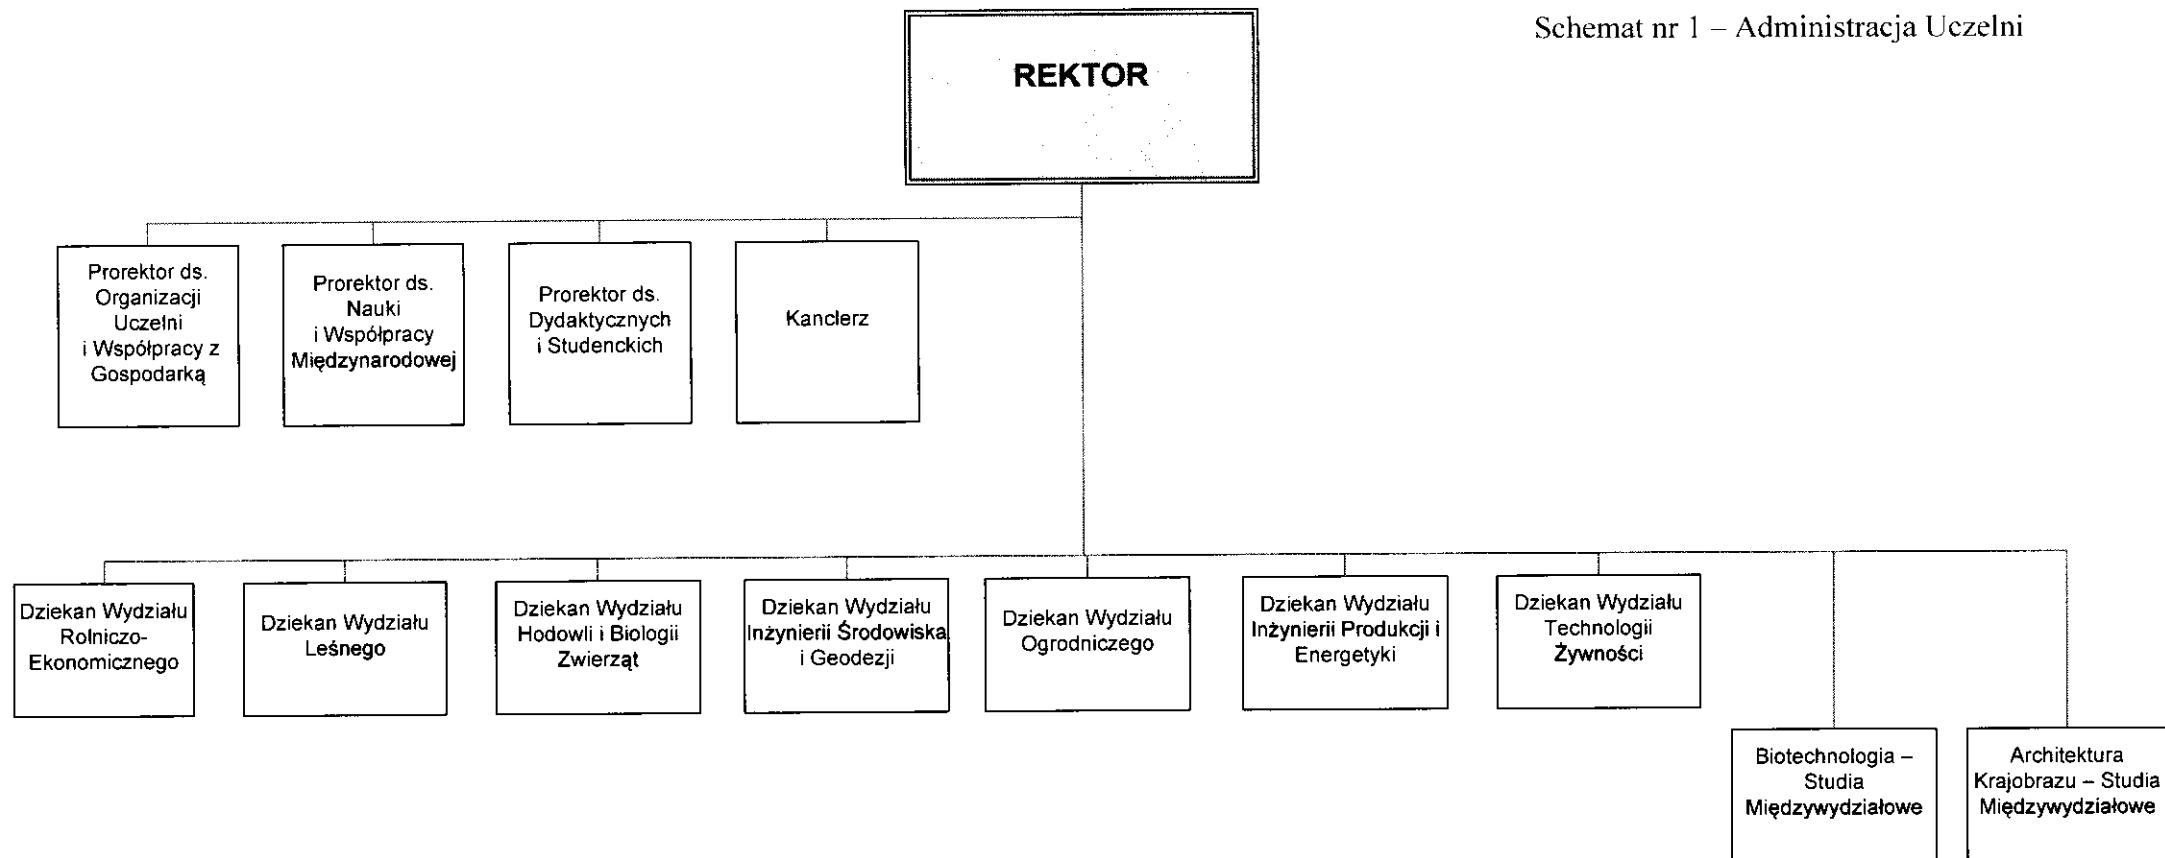 Schemat nr 1 – Administracja Uczelni
REKTOR
Prorektor ds.
Organizacji
Uczelni
i Współpracy z
Gospodarką
Prorektor ds.
Nauki
i Współpracy
Międzynarodowej
Prorektor ds.
Dydaktycznych
i Studenckich
Kanclerz
Dziekan Wydziału
Rolniczo-
Ekonomicznego
Dziekan Wydziału
Leśnego
Dziekan Wydziału
Hodowli i Biologii
Zwierząt
Dziekan Wydziału
Inżynierii Środowiska
i Geodezji
Dziekan Wydziału
Ogrodniczego
Dziekan Wydziału
Inżynierii Produkcji i
Energetyki
Dziekan Wydziału
Technologii
Żywności
Biotechnologia –
Studia
Międzywydziałowe
Architektura
Krajobrazu – Studia
Międzywydziałowe